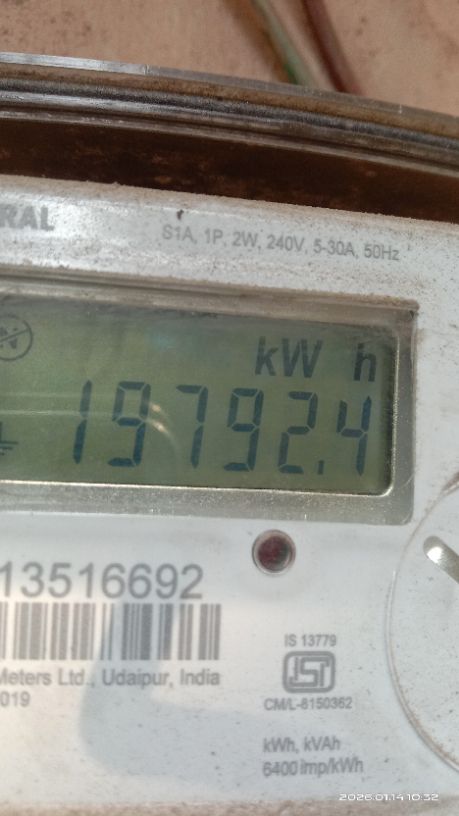 RAL
S1A, 1P, 2W, 240V, 5-30A, 50Hz
N
kW h
19792.4
13516692
Meters Ltd., Udaipur, India
019
IS 13779
ISI
CM/L-8150362
kWh, kVAh
6400 imp/kWh
2026.01.14 10:32